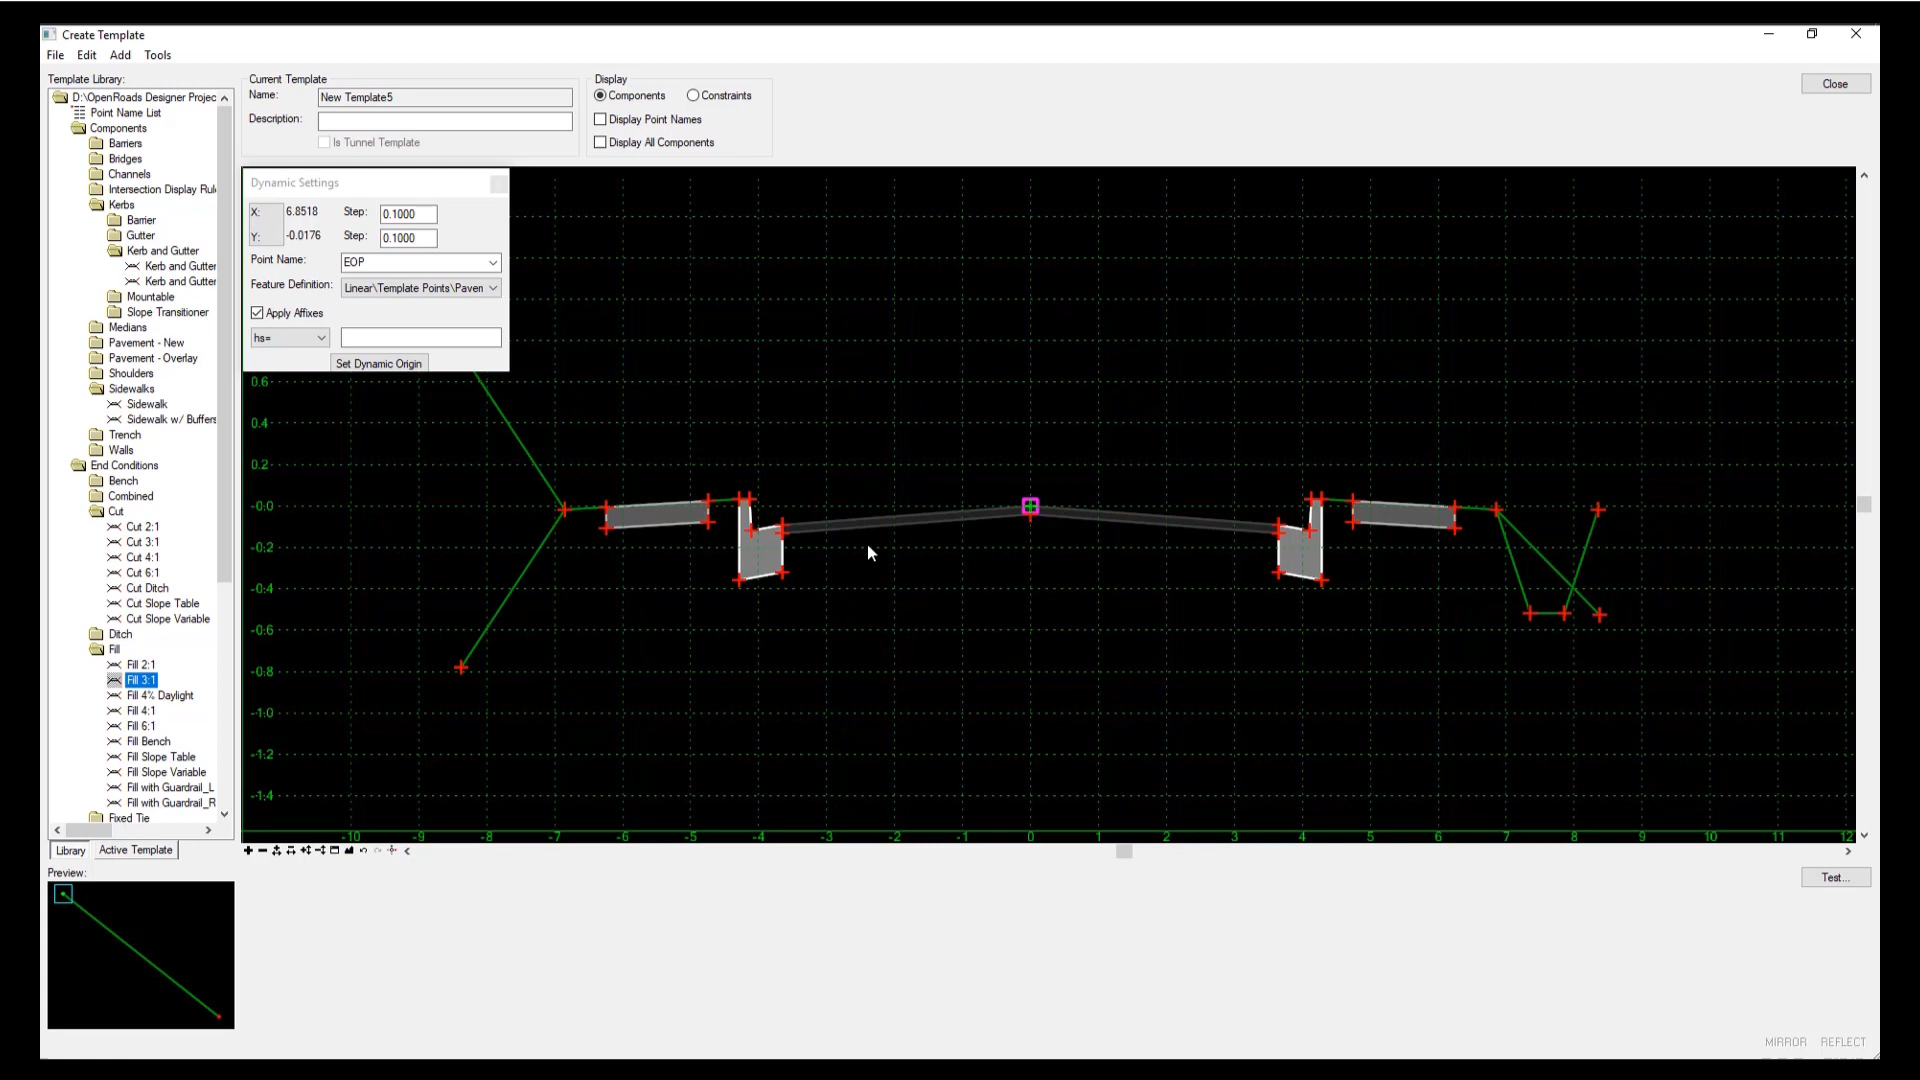 Create Template
File Edit Add Tools
Template Library:
D:\OpenRoads Designer Projec
Point Name List
Components
Barriers
Bridges
Channels
Intersection Display Rul
Kerbs
Barrier
Gutter
Kerb and Gutter
Kerb and Gutter
Kerb and Gutter
Mountable
Slope Transitioner
Medians
Pavement - New
Pavement - Overlay
Shoulders
Sidewalks
Sidewalk
Sidewalk w/ Buffers
Trench
Walls
End Conditions
Bench
Combined
Cut
Cut 2:1
Cut 3:1
Cut 4:1
Cut 6:1
Cut Ditch
Cut Slope Table
Cut Slope Variable
Ditch
Fill
Fill 2:1
Fill 3:1
Fill 4% Daylight
Fill 4:1
Fill 6:1
Fill Bench
Fill Slope Table
Fill Slope Variable
Fill with Guardrail_L
Fill with Guardrail_R
Fixed Tie
Library Active Template
Preview:
Current Template
Name: New Template5
Description:
Is Tunnel Template
Display
Components Constraints
Display Point Names
Display All Components
Close
Dynamic Settings
X: 6.8518 Step: 0.1000
Y: -0.0176 Step: 0.1000
Point Name: EOP
Feature Definition: Linear\Template Points\Paven
Apply Affixes
hs=
Set Dynamic Origin
0.6
0.4
0.2
-0.0
-0.2
-0.4
-0.6
-0.8
-1.0
-1.2
-1.4
-10 -9 -8 -7 -6 -5 -4 -3 -2 -1 0 1 2 3 4 5 6 7 8 9 10 11 12
Test...
MIRROR REFLECT